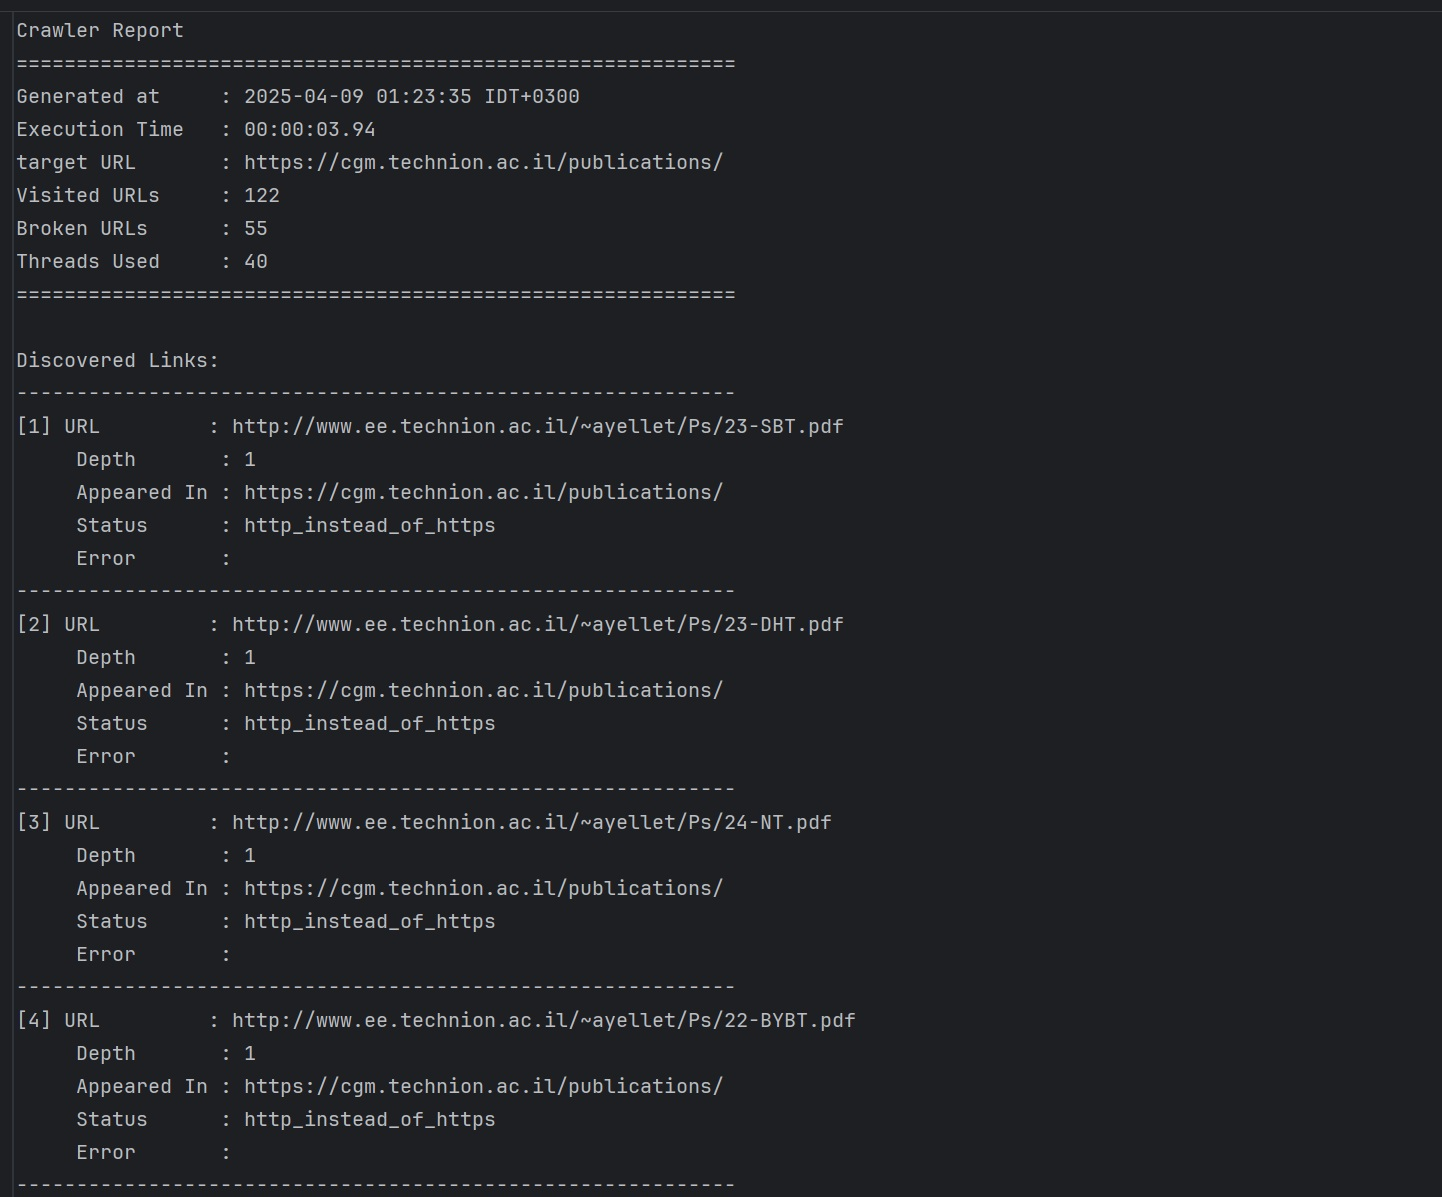 Crawler Report
============================================================
Generated at     : 2025-04-09 01:23:35 IDT+0300
Execution Time   : 00:00:03.94
target URL       : https://cgm.technion.ac.il/publications/
Visited URLs     : 122
Broken URLs      : 55
Threads Used     : 40
============================================================

Discovered Links:
------------------------------------------------------------
[1] URL         : http://www.ee.technion.ac.il/~ayellet/Ps/23-SBT.pdf
     Depth       : 1
     Appeared In : https://cgm.technion.ac.il/publications/
     Status      : http_instead_of_https
     Error       :
------------------------------------------------------------
[2] URL         : http://www.ee.technion.ac.il/~ayellet/Ps/23-DHT.pdf
     Depth       : 1
     Appeared In : https://cgm.technion.ac.il/publications/
     Status      : http_instead_of_https
     Error       :
------------------------------------------------------------
[3] URL         : http://www.ee.technion.ac.il/~ayellet/Ps/24-NT.pdf
     Depth       : 1
     Appeared In : https://cgm.technion.ac.il/publications/
     Status      : http_instead_of_https
     Error       :
------------------------------------------------------------
[4] URL         : http://www.ee.technion.ac.il/~ayellet/Ps/22-BYBT.pdf
     Depth       : 1
     Appeared In : https://cgm.technion.ac.il/publications/
     Status      : http_instead_of_https
     Error       :
------------------------------------------------------------